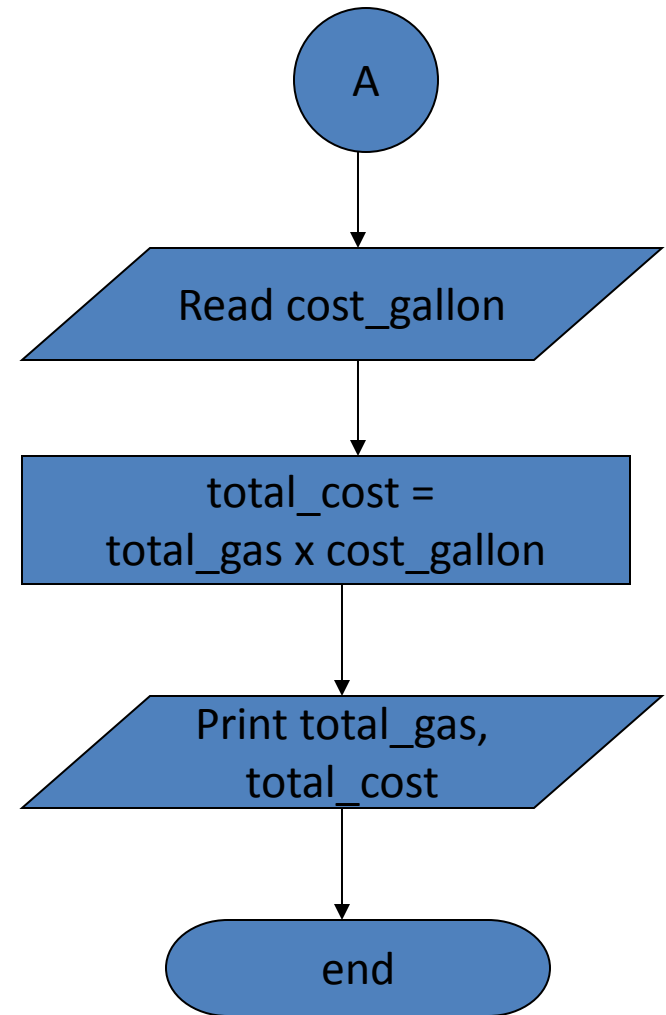 A
Read cost_gallon
total_cost =
total_gas x cost_gallon
Print total_gas,
total_cost
end